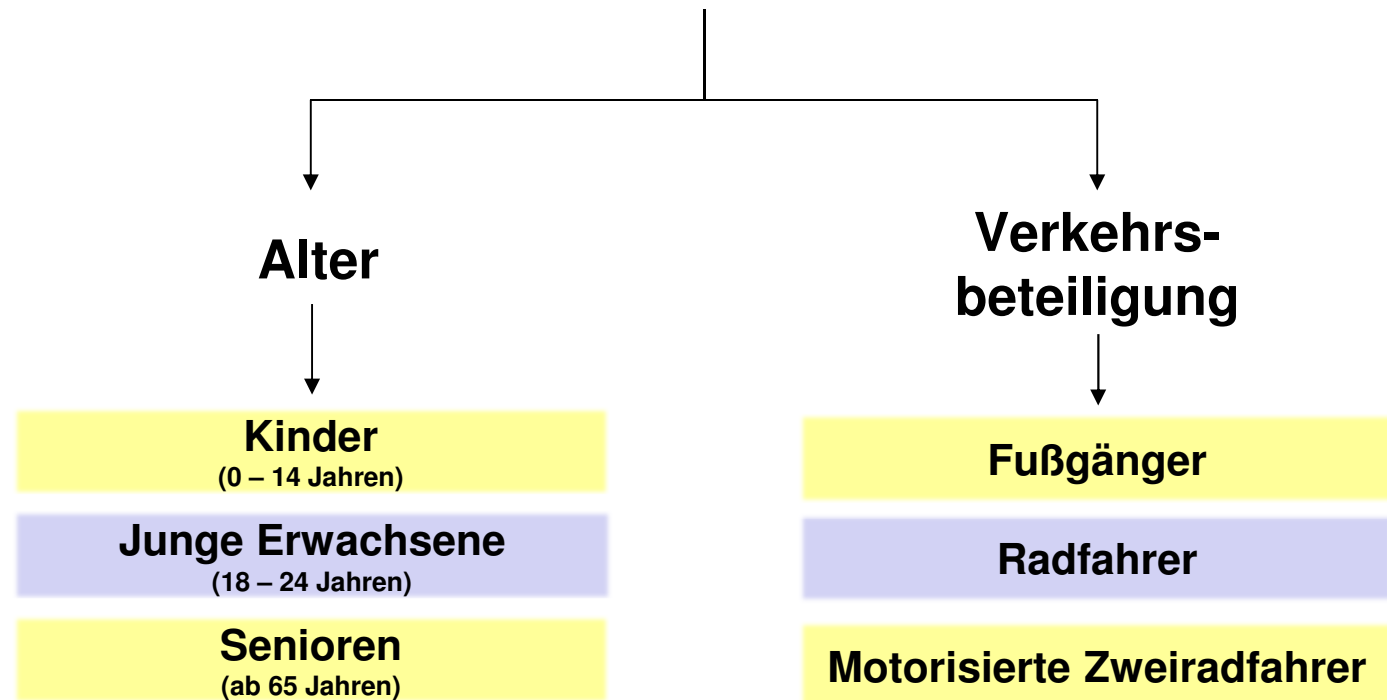 Alter
Kinder
(0 – 14 Jahren)
Junge Erwachsene
(18 – 24 Jahren)
Senioren
(ab 65 Jahren)
Verkehrs-
beteiligung
Fußgänger
Radfahrer
Motorisierte Zweiradfahrer